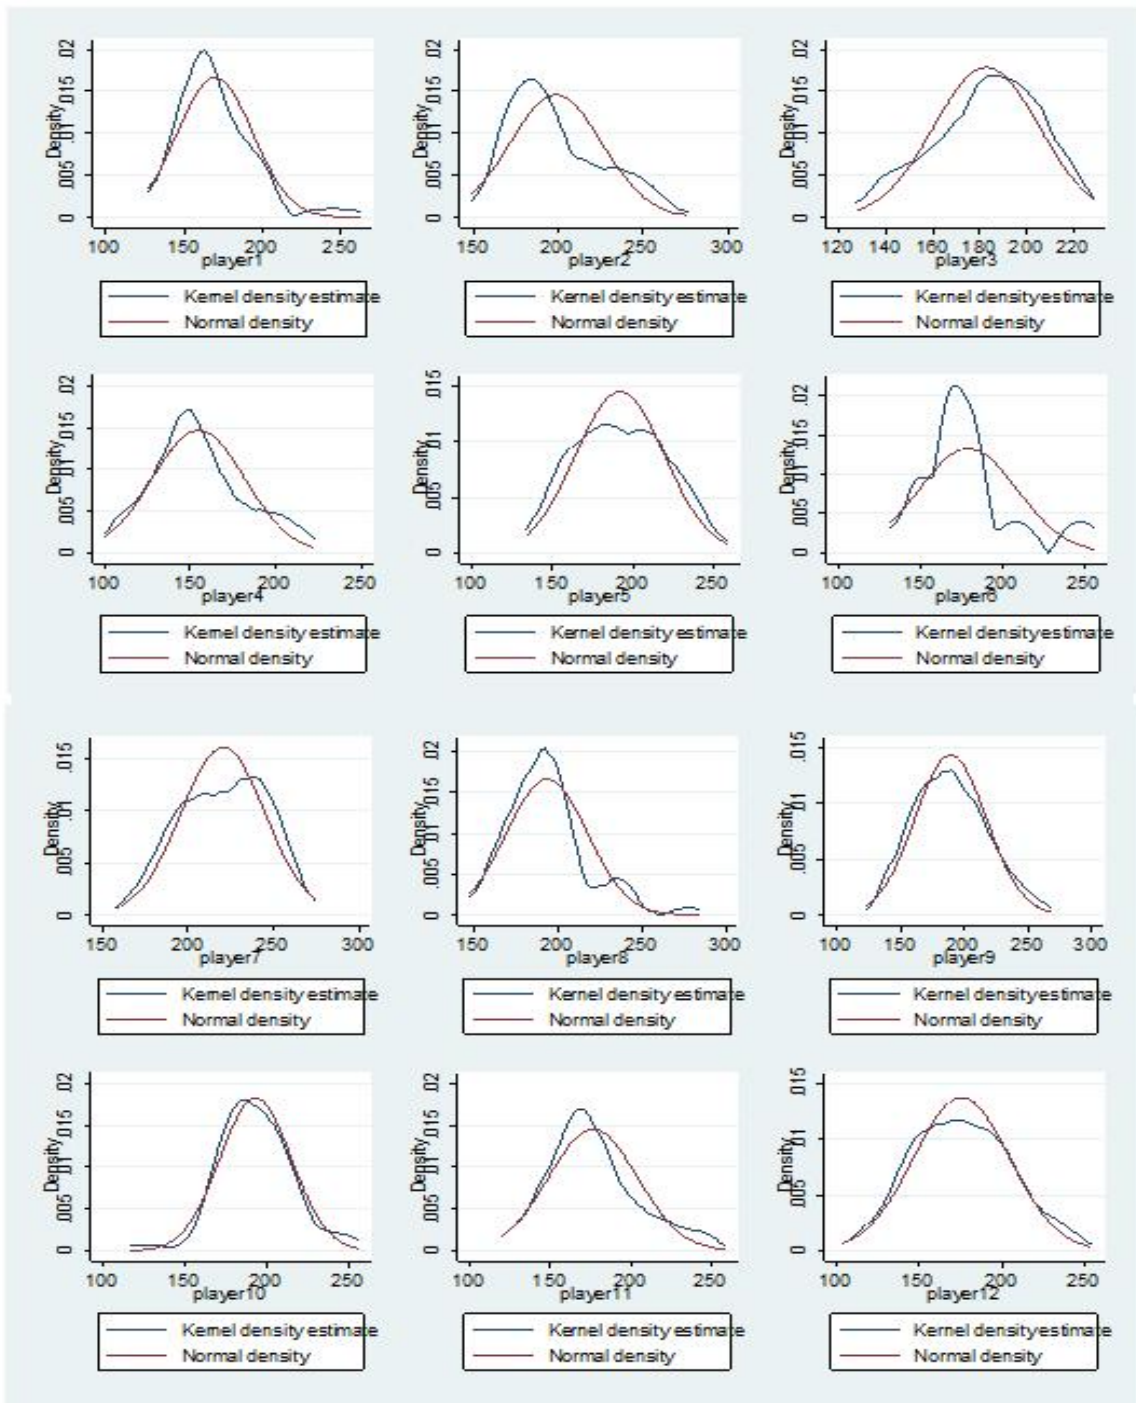 Density
0 .005 .01 .015 .02
100 150 200 250
player1
Kernel density estimate
Normal density
Density
0 .005 .01 .015 .02
150 200 250 300
player2
Kernel density estimate
Normal density
Density
0 .005 .01 .015 .02
120 140 160 180 200 220
player3
Kernel density estimate
Normal density
Density
0 .005 .01 .015 .02
100 150 200 250
player4
Kernel density estimate
Normal density
Density
0 .005 .01 .015
100 150 200 250
player5
Kernel density estimate
Normal density
Density
0 .005 .01 .015 .02
100 150 200 250
player6
Kernel density estimate
Normal density
Density
0 .005 .01 .015
150 200 250 300
player7
Kernel density estimate
Normal density
Density
0 .005 .01 .015 .02
150 200 250 300
player8
Kernel density estimate
Normal density
Density
0 .005 .01 .015
100 150 200 250 300
player9
Kernel density estimate
Normal density
Density
0 .005 .01 .015 .02
100 150 200 250
player10
Kernel density estimate
Normal density
Density
0 .005 .01 .015 .02
100 150 200 250
player11
Kernel density estimate
Normal density
Density
0 .005 .01 .015
100 150 200 250
player12
Kernel density estimate
Normal density